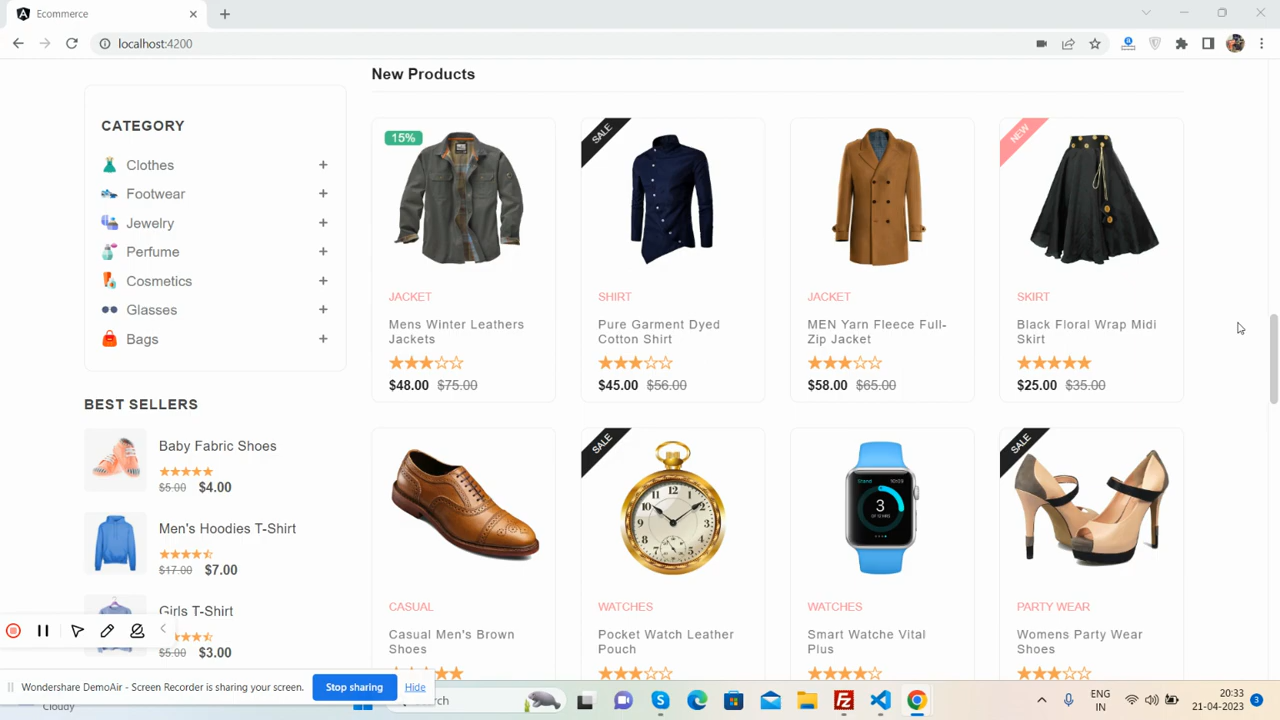 Ecommerce
localhost:4200
New Products
CATEGORY
Clothes +
Footwear +
Jewelry +
Perfume +
Cosmetics +
Glasses +
Bags +
BEST SELLERS
Baby Fabric Shoes
$5.00 $4.00
Men's Hoodies T-Shirt
$17.00 $7.00
Girls T-Shirt
$5.00 $3.00
15%
JACKET
Mens Winter Leathers
Jackets
$48.00 $75.00
SALE
SHIRT
Pure Garment Dyed
Cotton Shirt
$45.00 $56.00
JACKET
MEN Yarn Fleece Full-
Zip Jacket
$58.00 $65.00
NEW
SKIRT
Black Floral Wrap Midi
Skirt
$25.00 $35.00
CASUAL
Casual Men's Brown
Shoes
SALE
WATCHES
Pocket Watch Leather
Pouch
WATCHES
Smart Watche Vital
Plus
SALE
PARTY WEAR
Womens Party Wear
Shoes
Wondershare DemoAir - Screen Recorder is sharing your screen.
Stop sharing
Hide
Cloudy
ENG
IN
20:33
21-04-2023
3